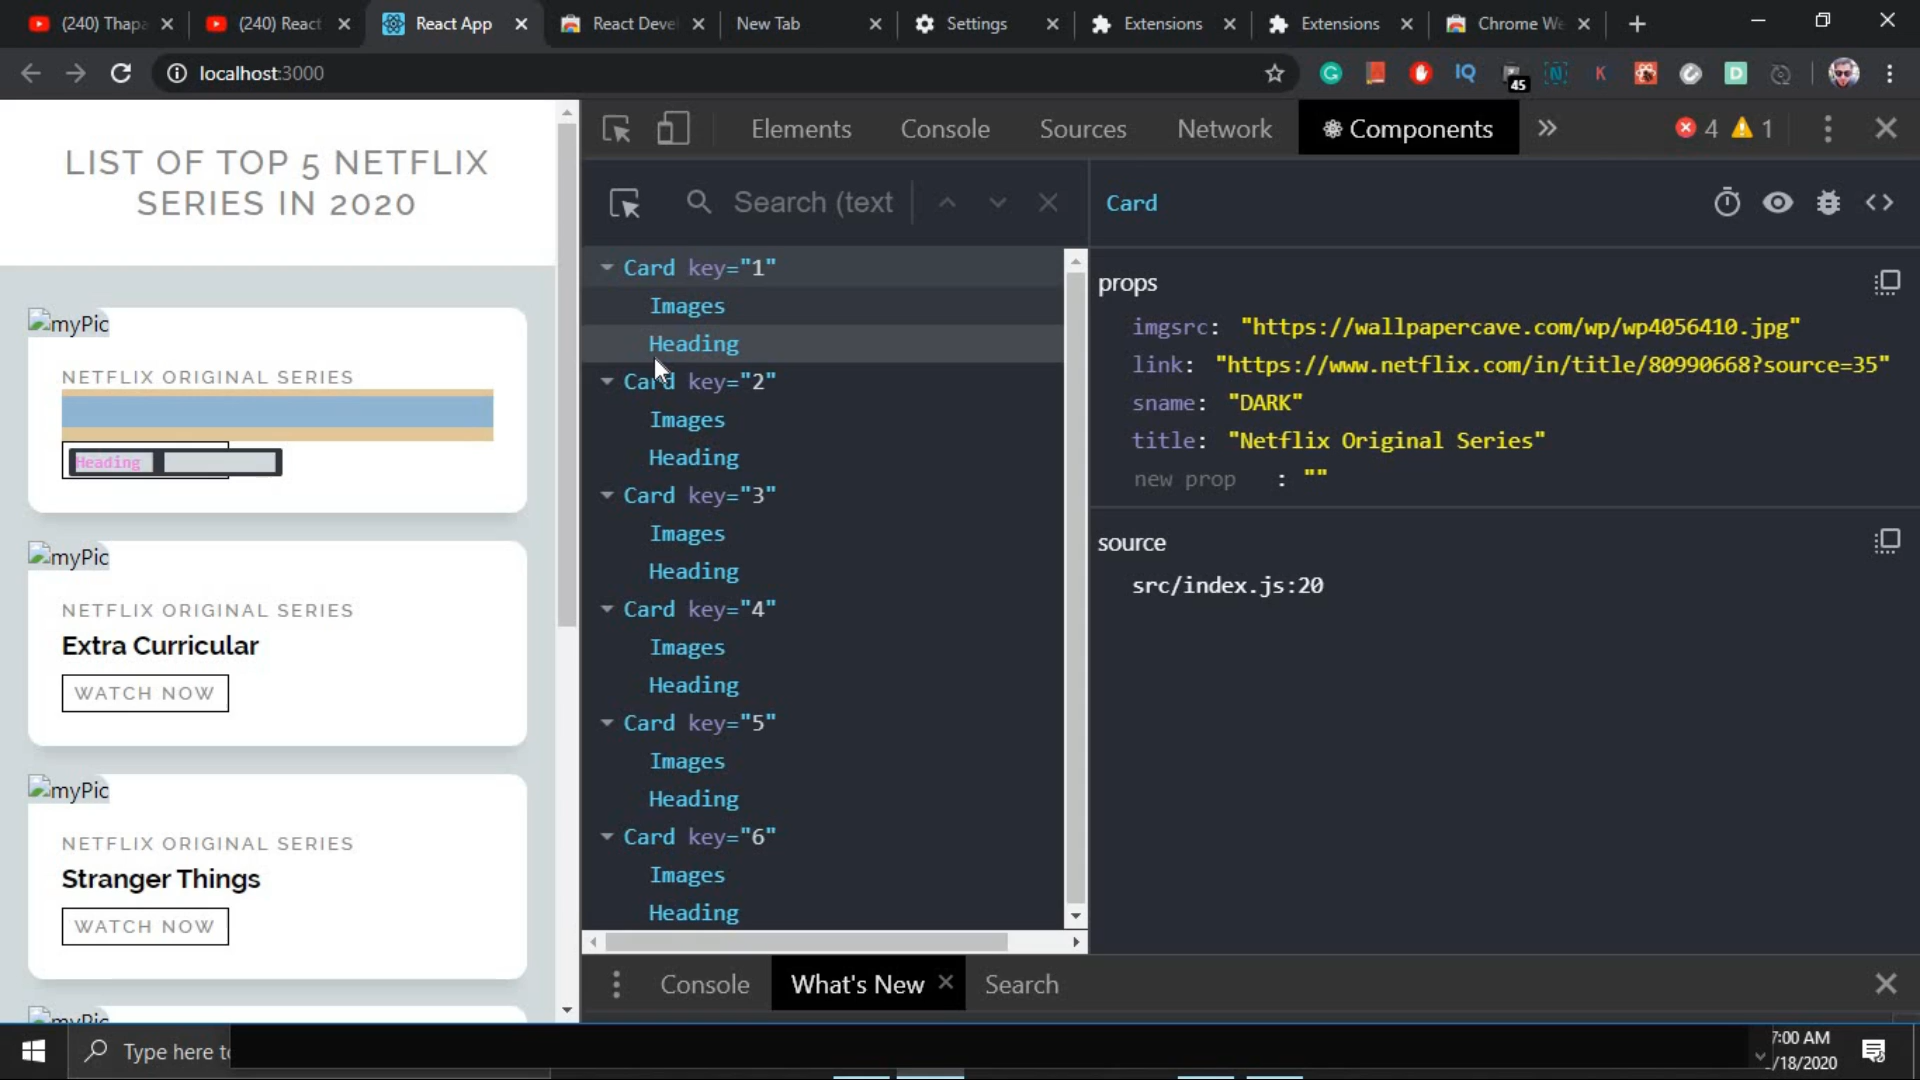 (240) Thapa
(240) React
React App
React Deve
New Tab
Settings
Extensions
Extensions
Chrome We
localhost:3000
IQ
45
N
K
D
LIST OF TOP 5 NETFLIX
SERIES IN 2020
myPic
NETFLIX ORIGINAL SERIES
Heading
myPic
NETFLIX ORIGINAL SERIES
Extra Curricular
WATCH NOW
myPic
NETFLIX ORIGINAL SERIES
Stranger Things
WATCH NOW
myPic
Elements
Console
Sources
Network
Components
4
1
Search (text
Card key="1"
Images
Heading
Card key="2"
Images
Heading
Card key="3"
Images
Heading
Card key="4"
Images
Heading
Card key="5"
Images
Heading
Card key="6"
Images
Heading
Card
props
imgsrc: "https://wallpapercave.com/wp/wp4056410.jpg"
link: "https://www.netflix.com/in/title/80990668?source=35"
sname: "DARK"
title: "Netflix Original Series"
new prop : ""
source
src/index.js:20
Console
What's New
Search
Type here to
7:00 AM
/18/2020